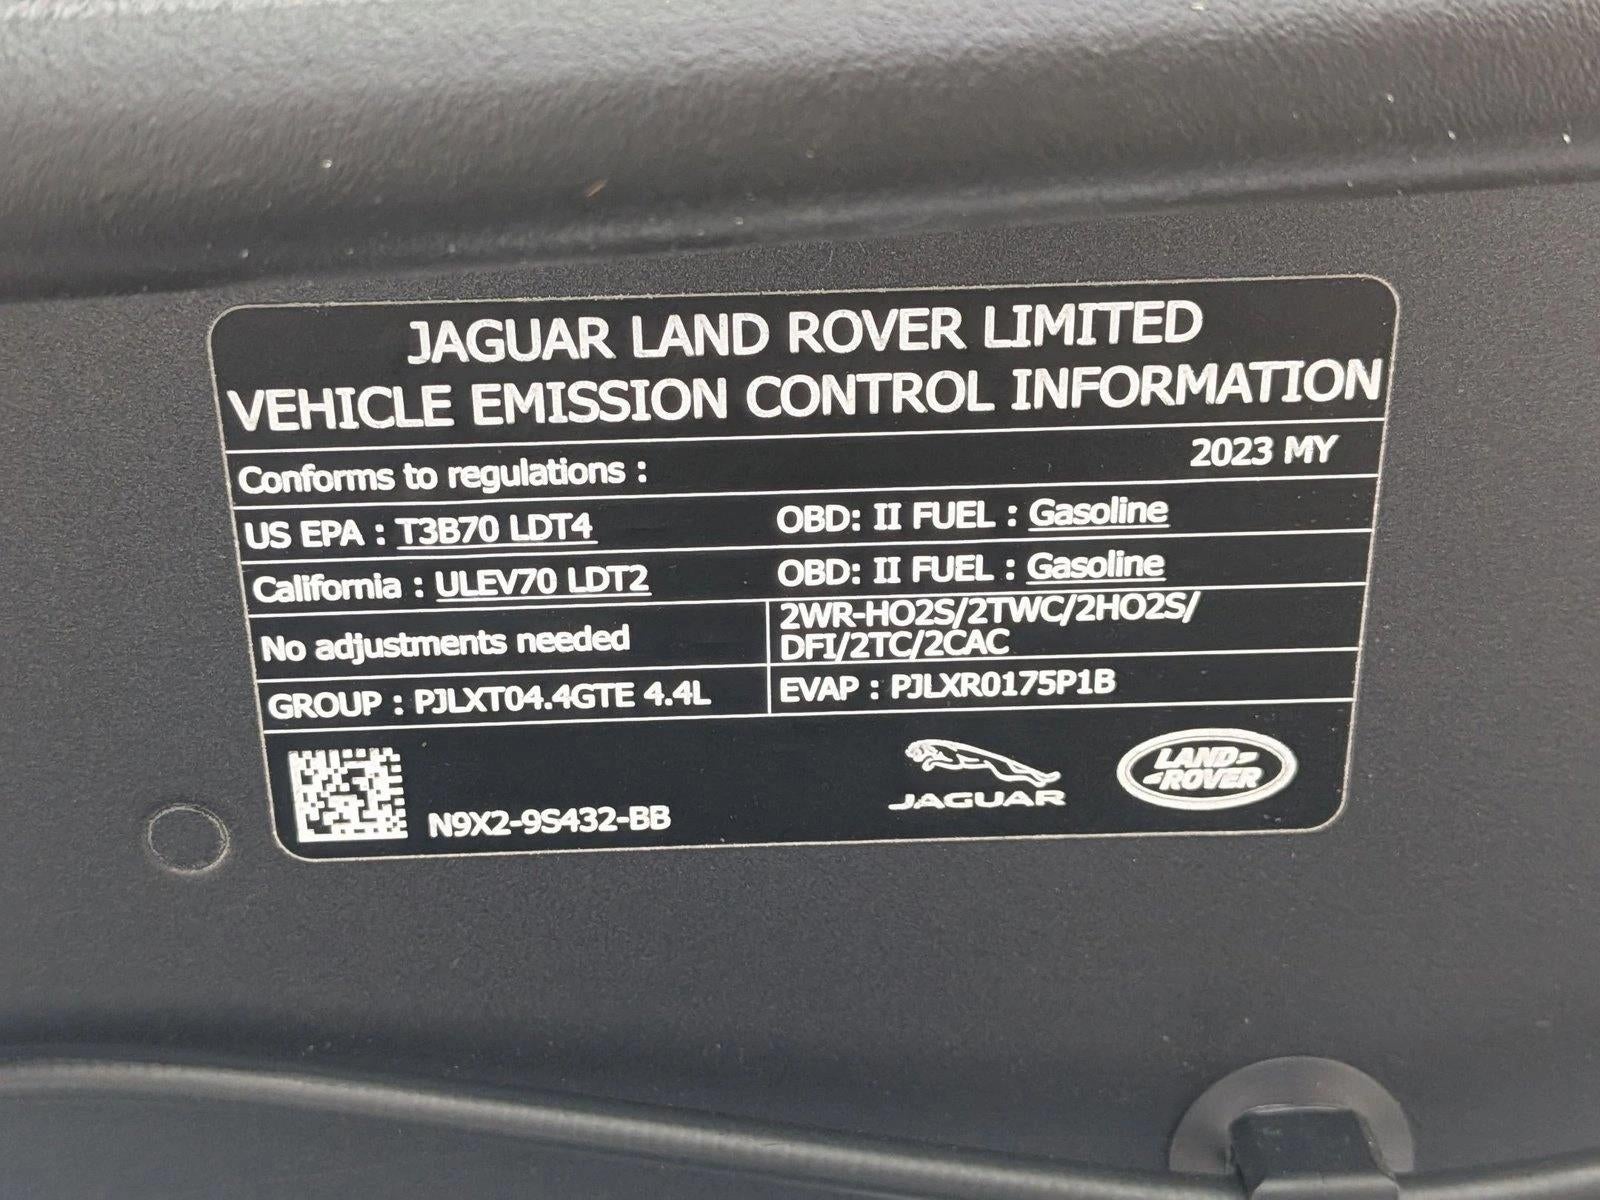 JAGUAR LAND ROVER LIMITED
VEHICLE EMISSION CONTROL INFORMATION
Conforms to regulations : 2023 MY
US EPA : T3B70 LDT4 OBD: II FUEL : Gasoline
California : ULEV70 LDT2 OBD: II FUEL : Gasoline
No adjustments needed
2WR-HO2S/2TWC/2HO2S/
DFI/2TC/2CAC
GROUP : PJLXT04.4GTE 4.4L EVAP : PJLXR0175P1B
N9X2-9S432-BB
JAGUAR
LAND
ROVER